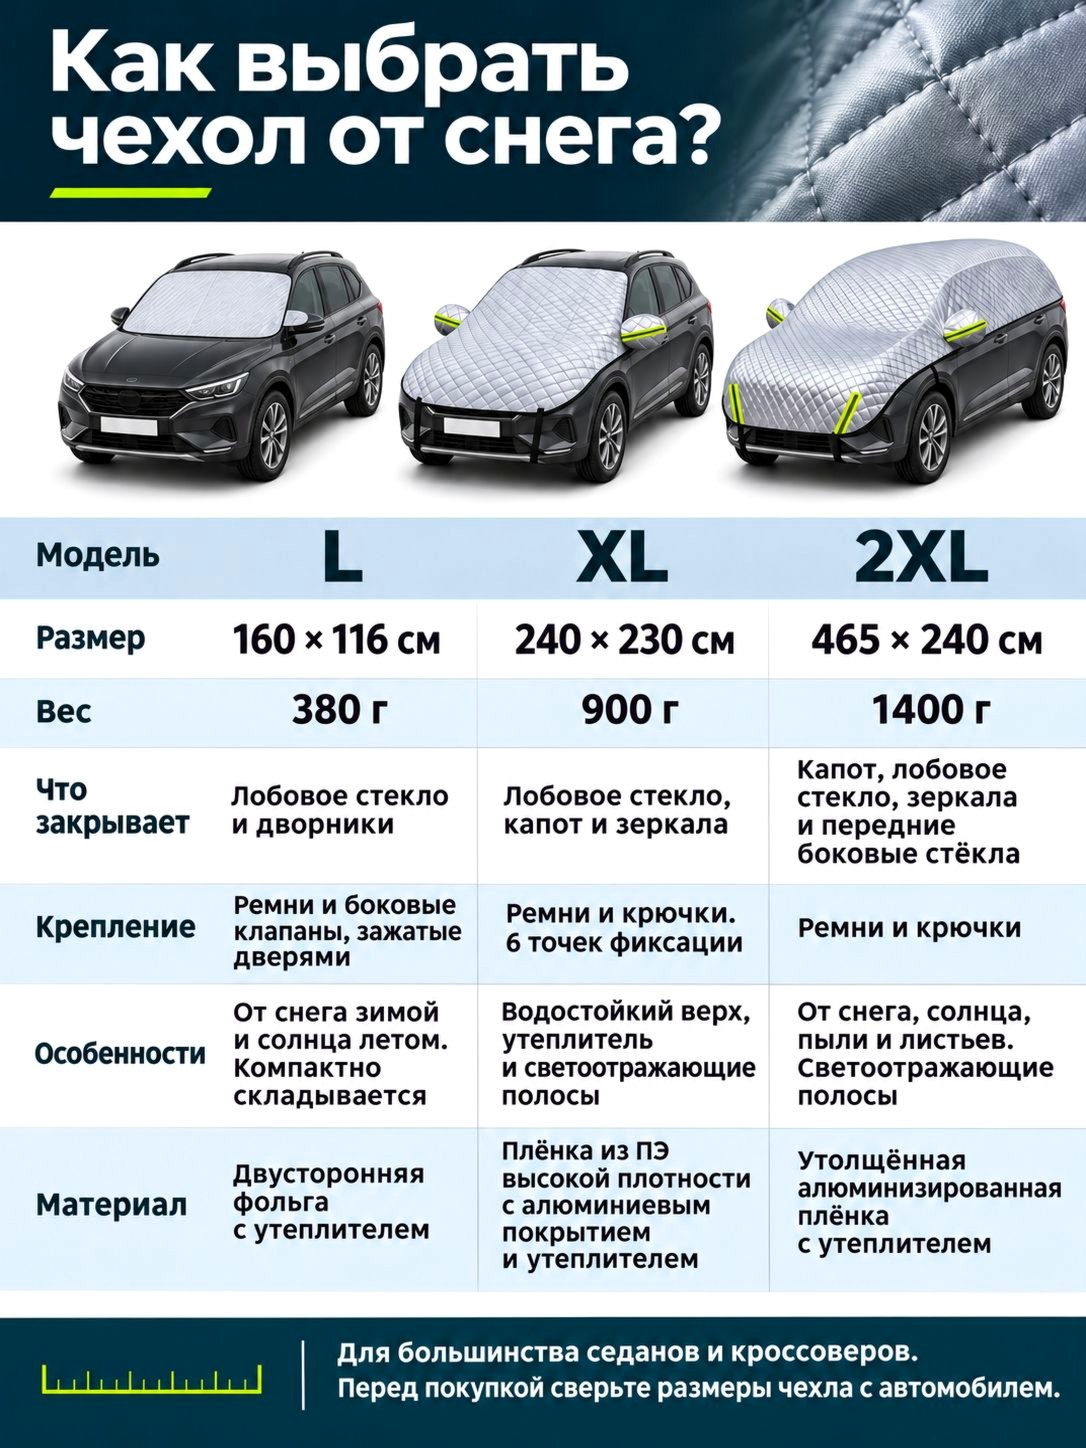 Как выбрать
чехол от снега?
Модель L XL 2XL
Размер 160 × 116 см 240 × 230 см 465 × 240 см
Вес 380 г 900 г 1400 г
Что
закрывает
Лобовое стекло
и дворники
Лобовое стекло,
капот и зеркала
Капот, лобовое
стекло, зеркала
и передние
боковые стёкла
Крепление
Ремни и боковые
клапаны, зажатые
дверями
Ремни и крючки.
6 точек фиксации
Ремни и крючки
Особенности
От снега зимой
и солнца летом.
Компактно
складывается
Водостойкий верх,
утеплитель
и светоотражающие
полосы
От снега, солнца,
пыли и листьев.
Светоотражающие
полосы
Материал
Двусторонняя
фольга
с утеплителем
Плёнка из ПЭ
высокой плотности
с алюминиевым
покрытием
и утеплителем
Утолщённая
алюминизированная
плёнка
с утеплителем
Для большинства седанов и кроссоверов.
Перед покупкой сверьте размеры чехла с автомобилем.